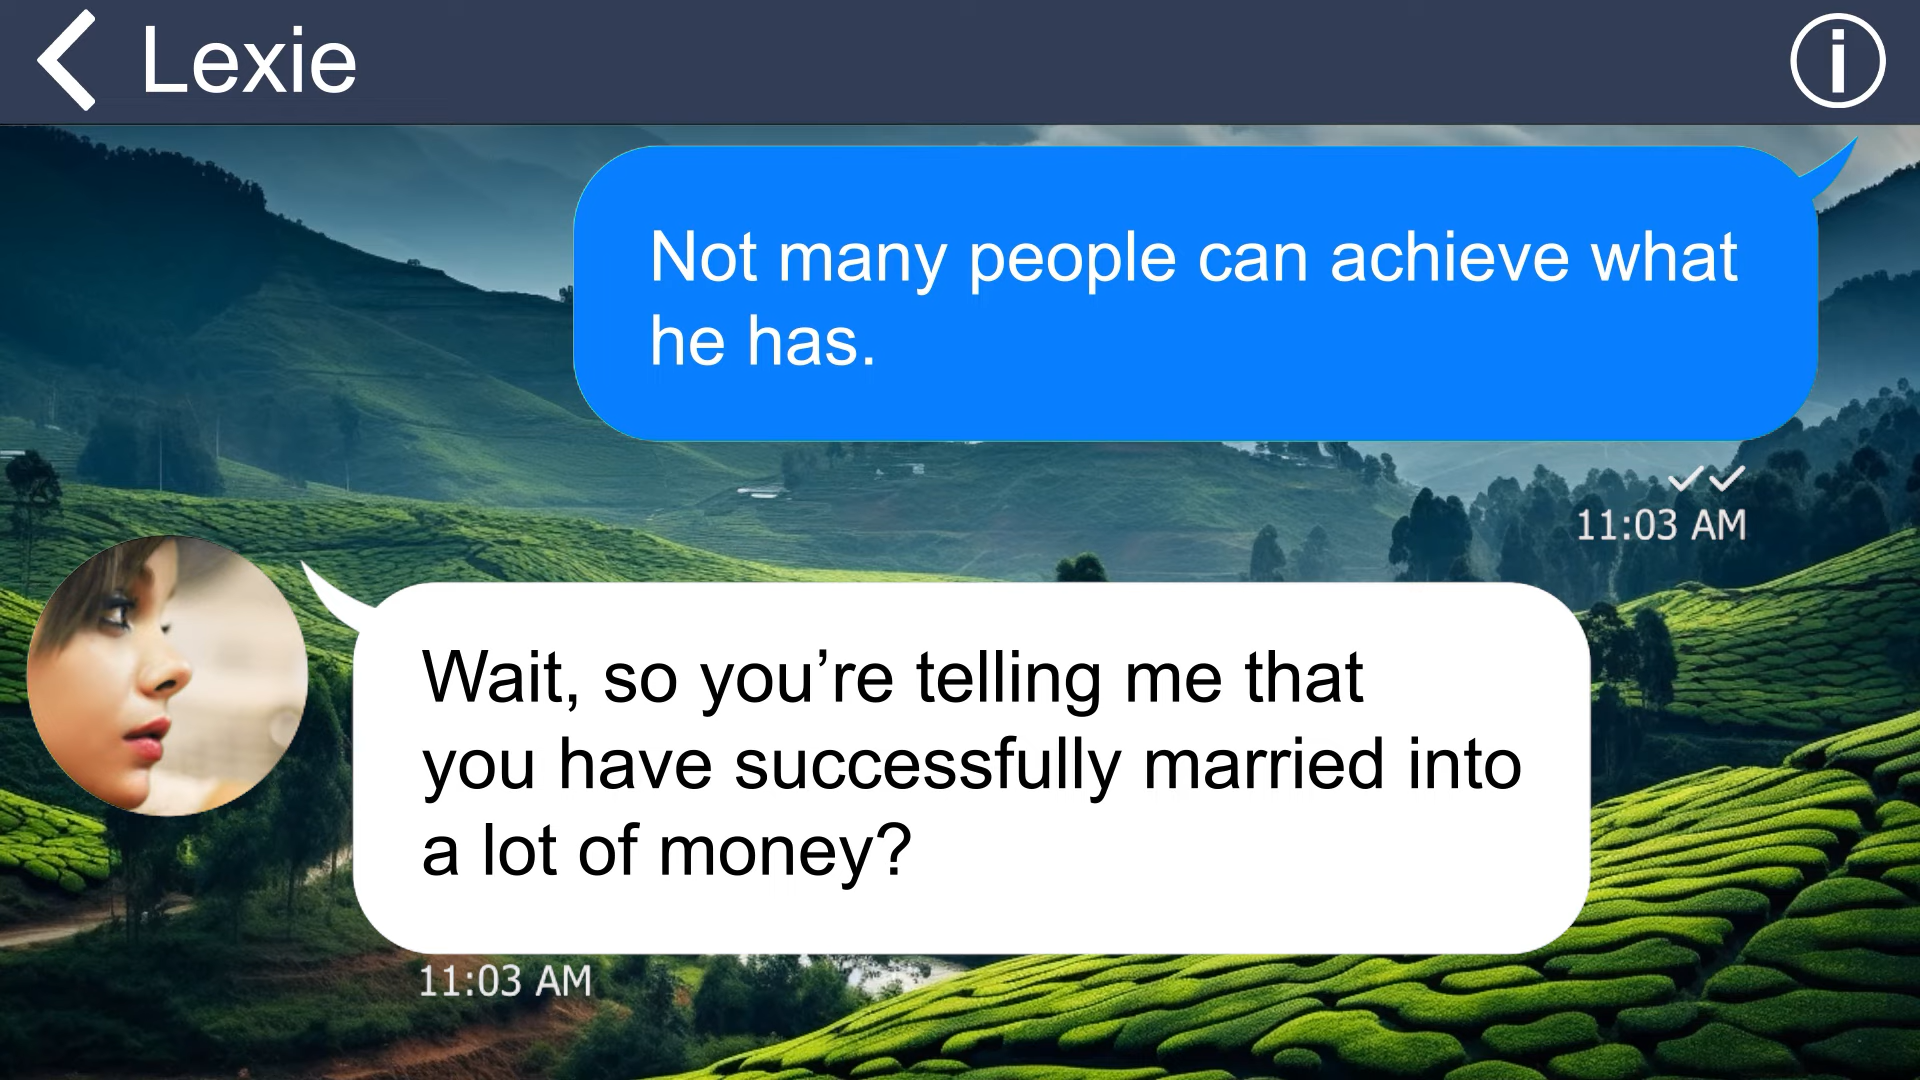 Lexie
Not many people can achieve what
he has.
11:03 AM
Wait, so you’re telling me that
you have successfully married into
a lot of money?
11:03 AM